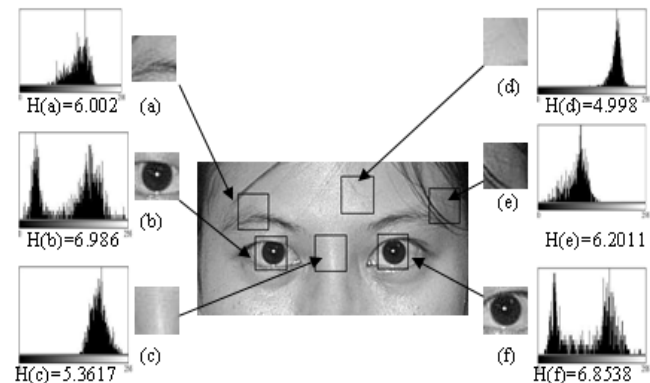 H(a)=6.002
(a)
H(b)=6.986
(b)
H(c)=5.3617
(c)
(d)
H(d)=4.998
(e)
H(e)=6.2011
(f)
H(f)=6.8538